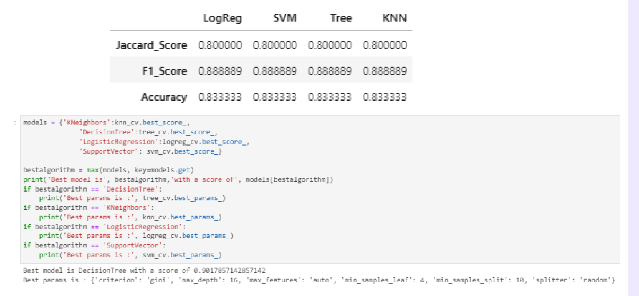 LogReg SVM Tree KNN
Jaccard_Score 0.800000 0.800000 0.800000 0.800000
F1_Score 0.888889 0.888889 0.888889 0.888889
Accuracy 0.833333 0.833333 0.833333 0.833333
: models = {'KNeighbors':knn_cv.best_score_,
'DecisionTree':tree_cv.best_score_,
'LogisticRegression':logreg_cv.best_score_,
'SupportVector': svm_cv.best_score_}
bestalgorithm = max(models, key=models.get)
print('Best model is', bestalgorithm,'with a score of', models[bestalgorithm])
if bestalgorithm == 'DecisionTree':
print('Best params is :', tree_cv.best_params_)
if bestalgorithm == 'KNeighbors':
print('Best params is :', knn_cv.best_params_)
if bestalgorithm == 'LogisticRegression':
print('Best params is :', logreg_cv.best_params_)
if bestalgorithm == 'SupportVector':
print('Best params is :', svm_cv.best_params_)
Best model is DecisionTree with a score of 0.9017857142857142
Best params is : {'criterion': 'gini', 'max_depth': 16, 'max_features': 'auto', 'min_samples_leaf': 4, 'min_samples_split': 10, 'splitter': 'random'}